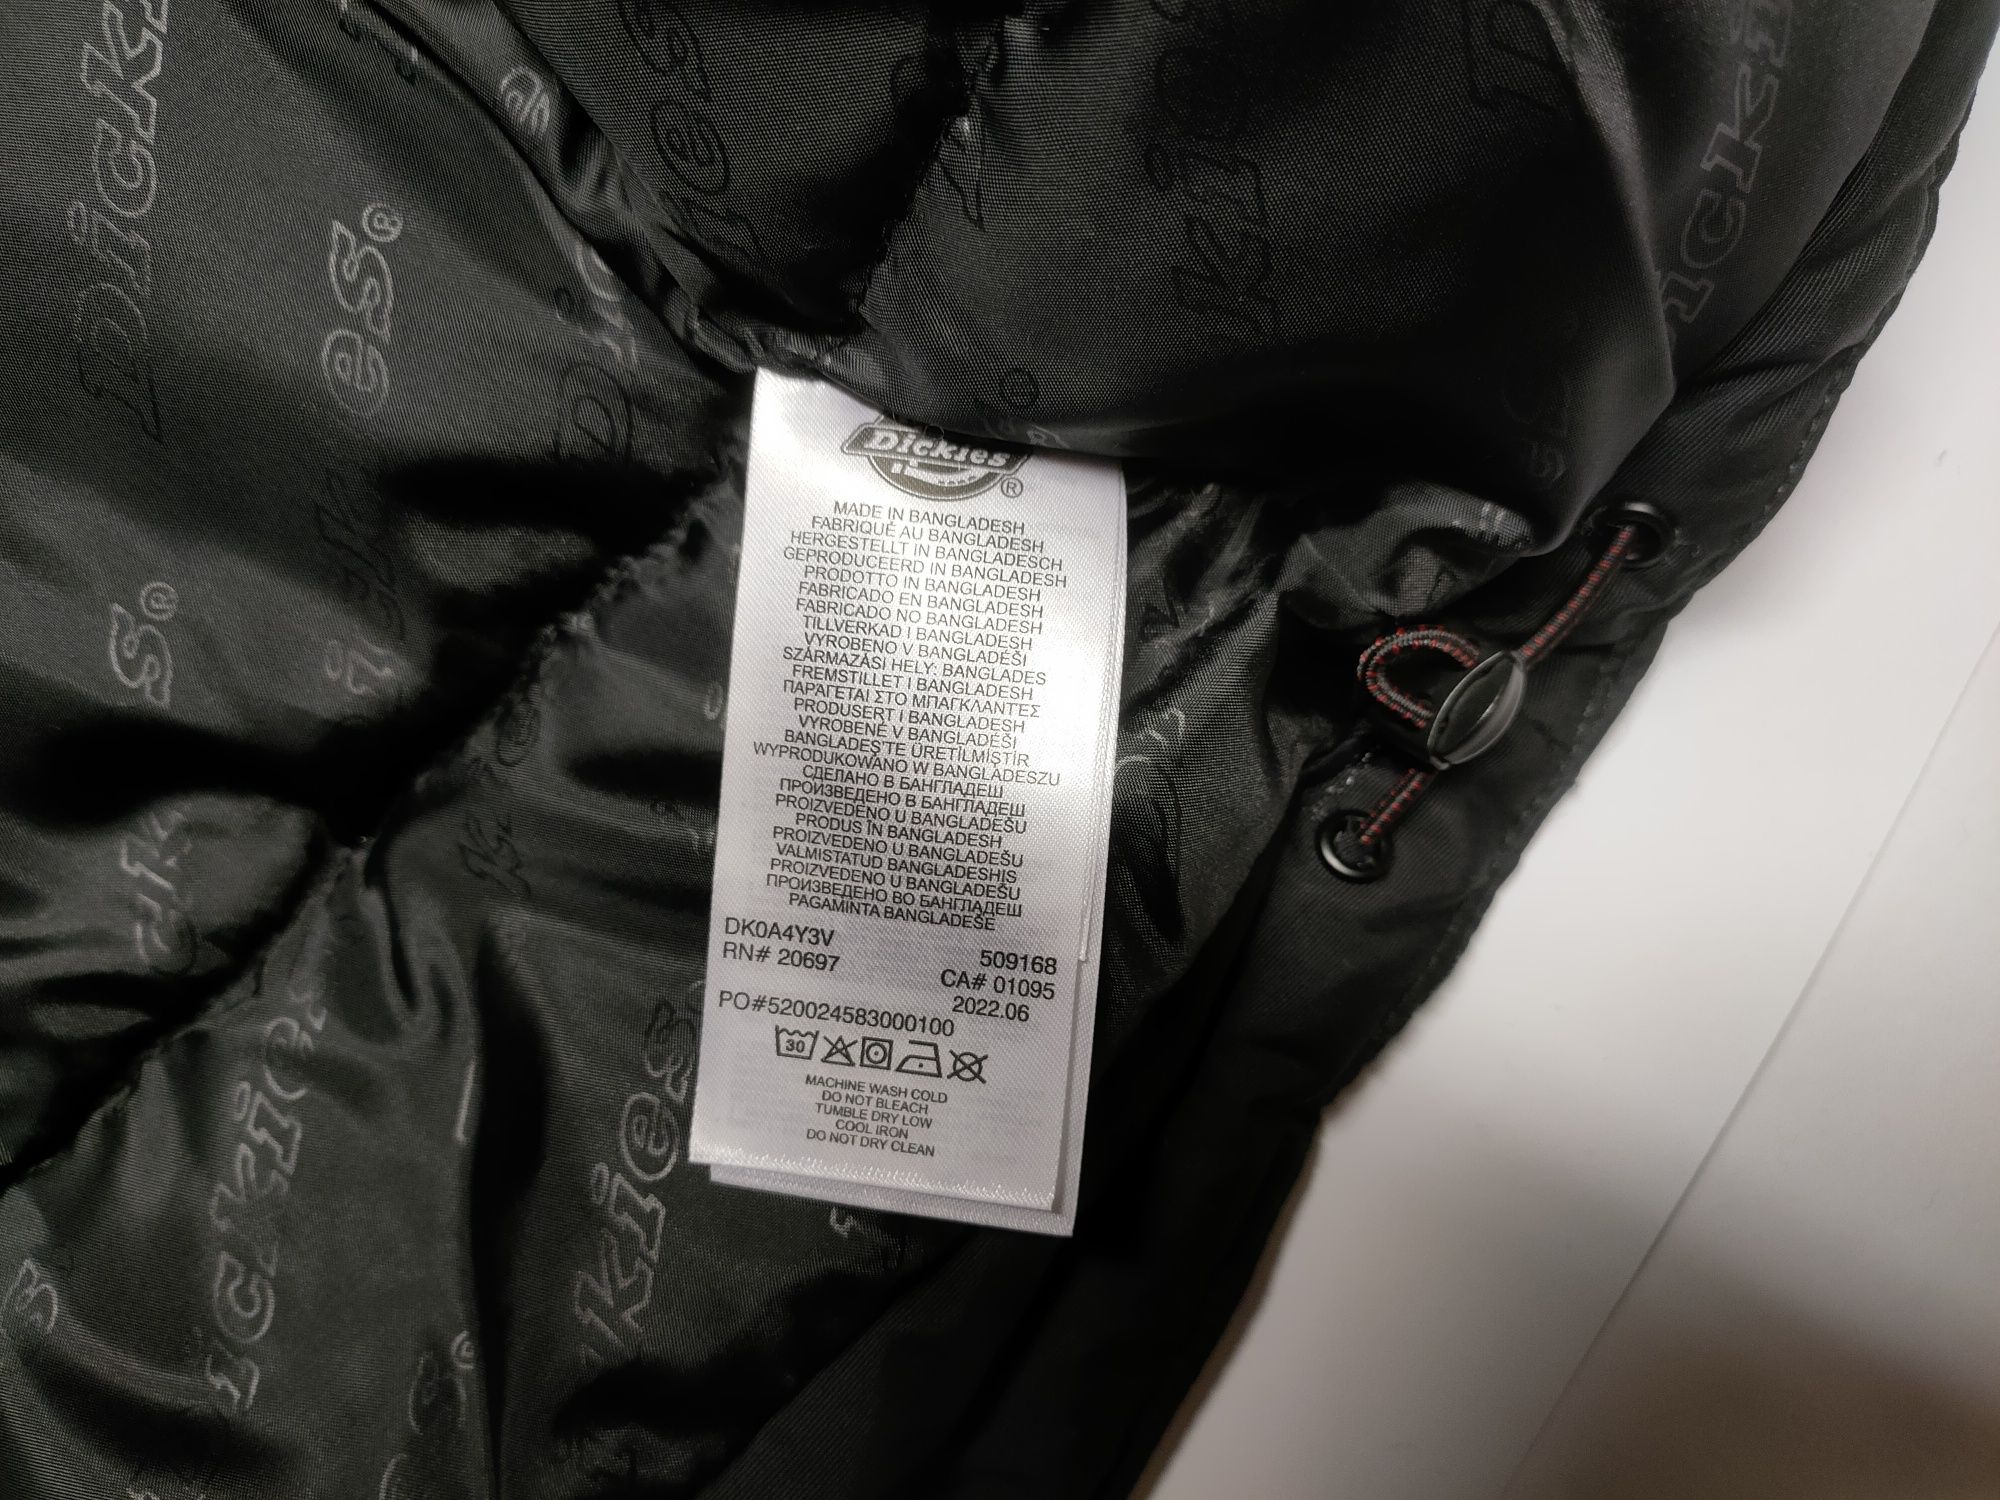 Dickies
®
MADE IN BANGLADESH
FABRIQUÉ AU BANGLADESH
HERGESTELLT IN BANGLADESCH
GEPRODUCEERD IN BANGLADESH
PRODOTTO IN BANGLADESH
FABRICADO EN BANGLADESH
FABRICADO NO BANGLADESH
TILLVERKAD I BANGLADESH
VYROBENO V BANGLADÉŠI
SZÁRMAZÁSI HELY: BANGLADES
FREMSTILLET I BANGLADESH
ΠΑΡΑΓΕΤΑΙ ΣΤΟ ΜΠΑΓΚΛΑΝΤΕΣ
PRODUSERT I BANGLADESH
VYROBENÉ V BANGLADÉŠI
BANGLADEŞ'TE ÜRETİLMİŞTİR
WYPRODUKOWANO W BANGLADESZU
СДЕЛАНО В БАНГЛАДЕШ
ПРОИЗВЕДЕНО В БАНГЛАДЕШ
PROIZVEDENO U BANGLADEŠU
PRODUS ÎN BANGLADESH
PROIZVEDENO U BANGLADEŠU
VALMISTATUD BANGLADESHIS
PROIZVEDENO U BANGLADEŠU
ПРОИЗВЕДЕНО ВО БАНГЛАДЕШ
PAGAMINTA BANGLADEŠE
DK0A4Y3V 509168
RN# 20697 CA# 01095
2022.06
PO#520024583000100
30
MACHINE WASH COLD
DO NOT BLEACH
TUMBLE DRY LOW
COOL IRON
DO NOT DRY CLEAN